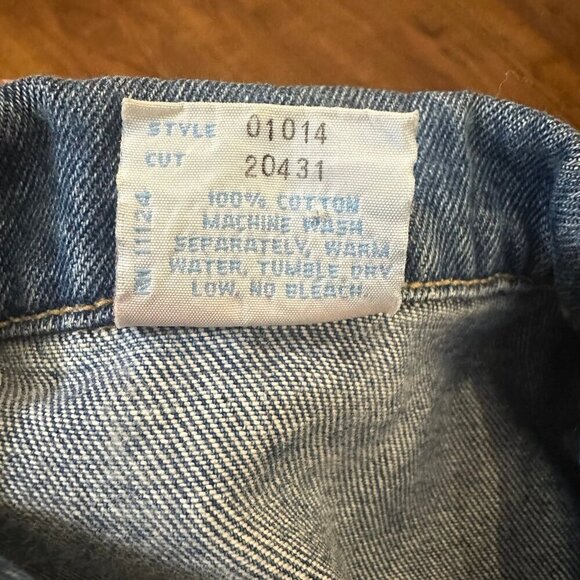 STYLE 01014
CUT 20431
100% COTTON
MACHINE WASH
SEPARATELY, WARM
WATER, TUMBLE DRY
LOW, NO BLEACH.
RN 11124